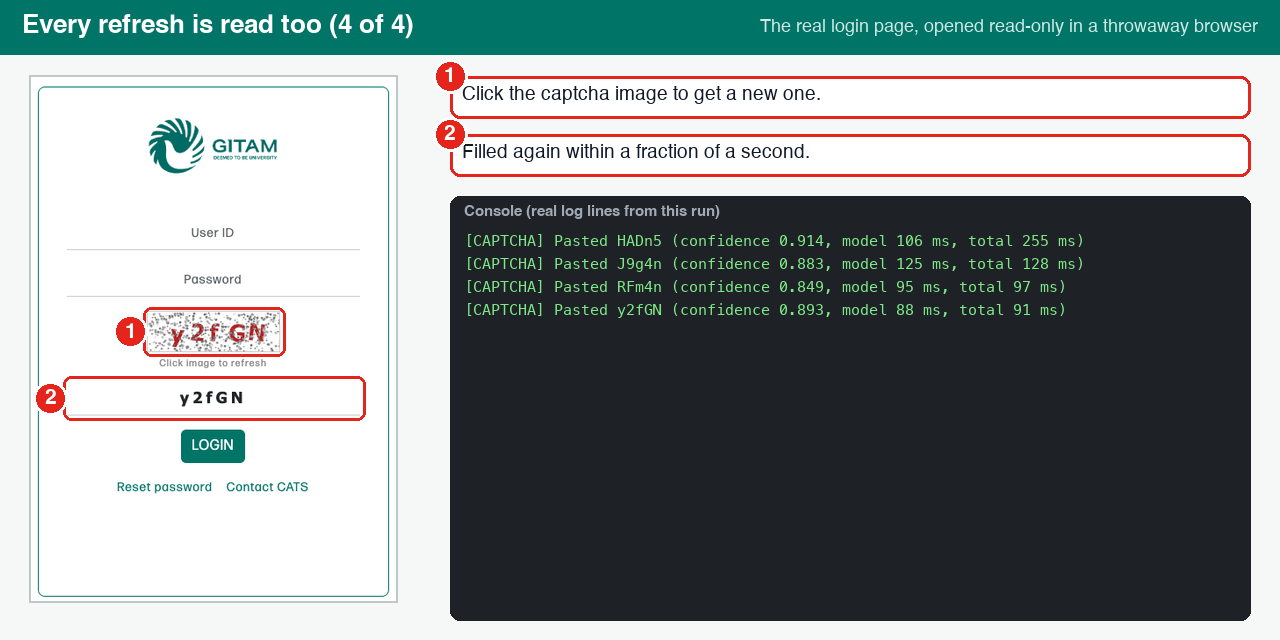 Every refresh is read too (4 of 4)
The real login page, opened read-only in a throwaway browser
GITAM
DEEMED TO BE UNIVERSITY
User ID
Password
1
y2fGN
Click image to refresh
2
y2fGN
LOGIN
Reset password Contact CATS
1
Click the captcha image to get a new one.
2
Filled again within a fraction of a second.
Console (real log lines from this run)
[CAPTCHA] Pasted HADn5 (confidence 0.914, model 106 ms, total 255 ms)
[CAPTCHA] Pasted J9g4n (confidence 0.883, model 125 ms, total 128 ms)
[CAPTCHA] Pasted RFm4n (confidence 0.849, model 95 ms, total 97 ms)
[CAPTCHA] Pasted y2fGN (confidence 0.893, model 88 ms, total 91 ms)